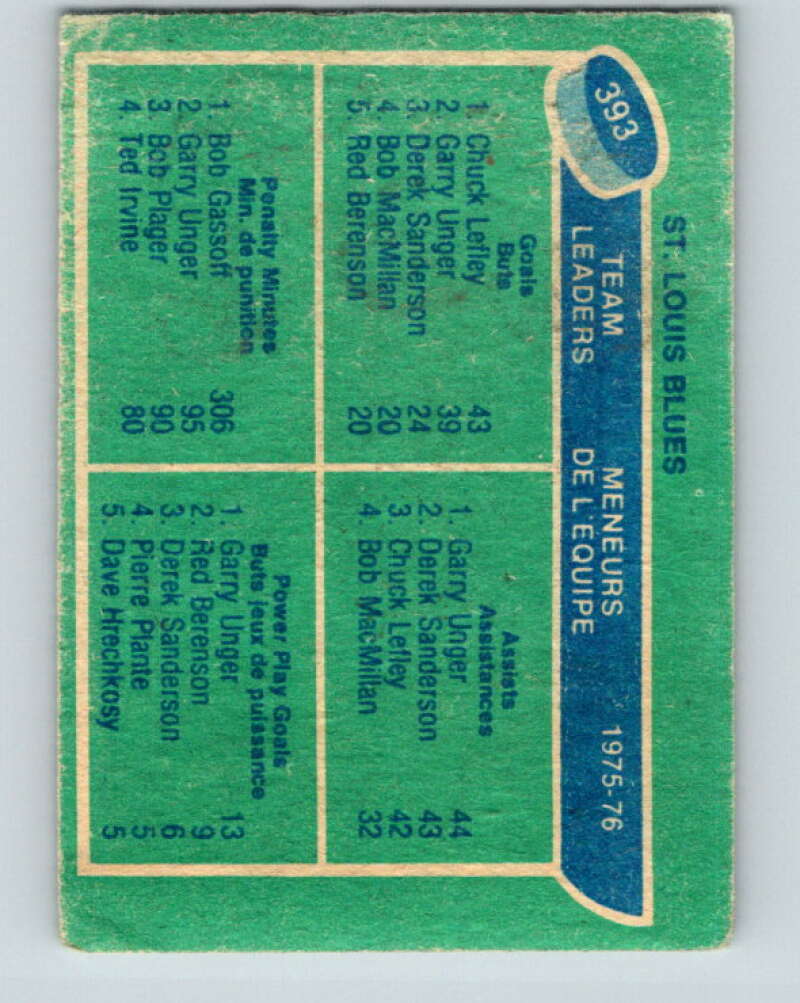 393
ST. LOUIS BLUES
TEAM LEADERS
MENEURS DE L'EQUIPE
1975-76
Goals
Buts
1. Chuck Lefley 43
2. Garry Unger 39
3. Derek Sanderson 24
4. Bob MacMillan 20
5 Red Berenson 20
Assists
Assistances
1. Garry Unger 44
2. Derek Sanderson 43
3. Chuck Lefley 42
4. Bob MacMillan 32
Penalty Minutes
Min. de punition
1. Bob Gassoff 306
2. Garry Unger 95
3. Bob Plager 90
4. Ted Irvine 80
Power Play Goals
Buts jeux de puissance
1. Garry Unger 13
2. Red Berenson 9
3. Derek Sanderson 6
4. Pierre Plante 5
5. Dave Hrechkosy 5